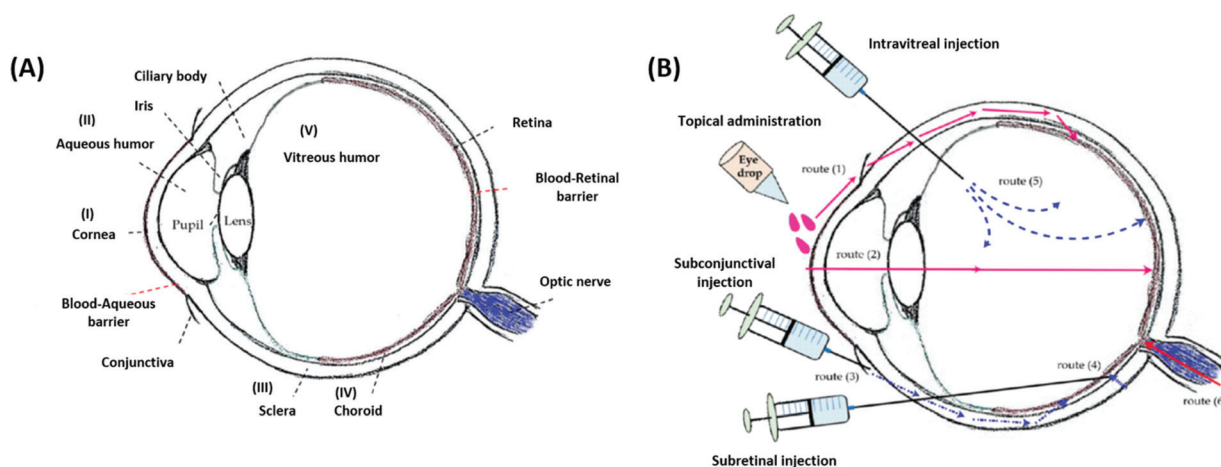 (A)
Ciliary body
Iris
(II)
Aqueous humor
(V)
Vitreous humor
Retina
Blood-Retinal
barrier
(I)
Cornea
Pupil
Lens
Optic nerve
Blood-Aqueous
barrier
Conjunctiva
(III)
Sclera
(IV)
Choroid
(B)
Intravitreal injection
Topical administration
Eye
drop
route (1)
route (5)
route (2)
Subconjunctival
injection
route (3)
route (4)
route (6
Subretinal injection